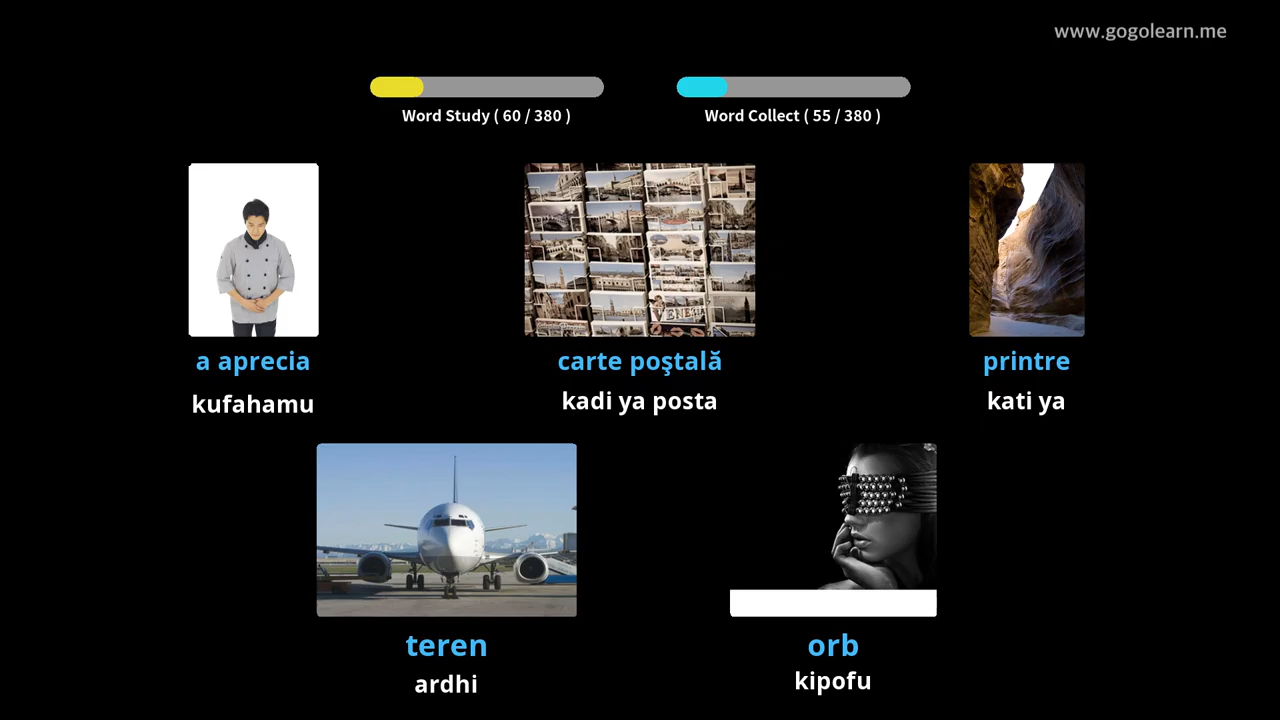 www.gogolearn.me
Word Study ( 60 / 380 )
Word Collect ( 55 / 380 )
VENEZ
a aprecia
carte poştală
printre
kufahamu
kadi ya posta
kati ya
teren
orb
ardhi
kipofu